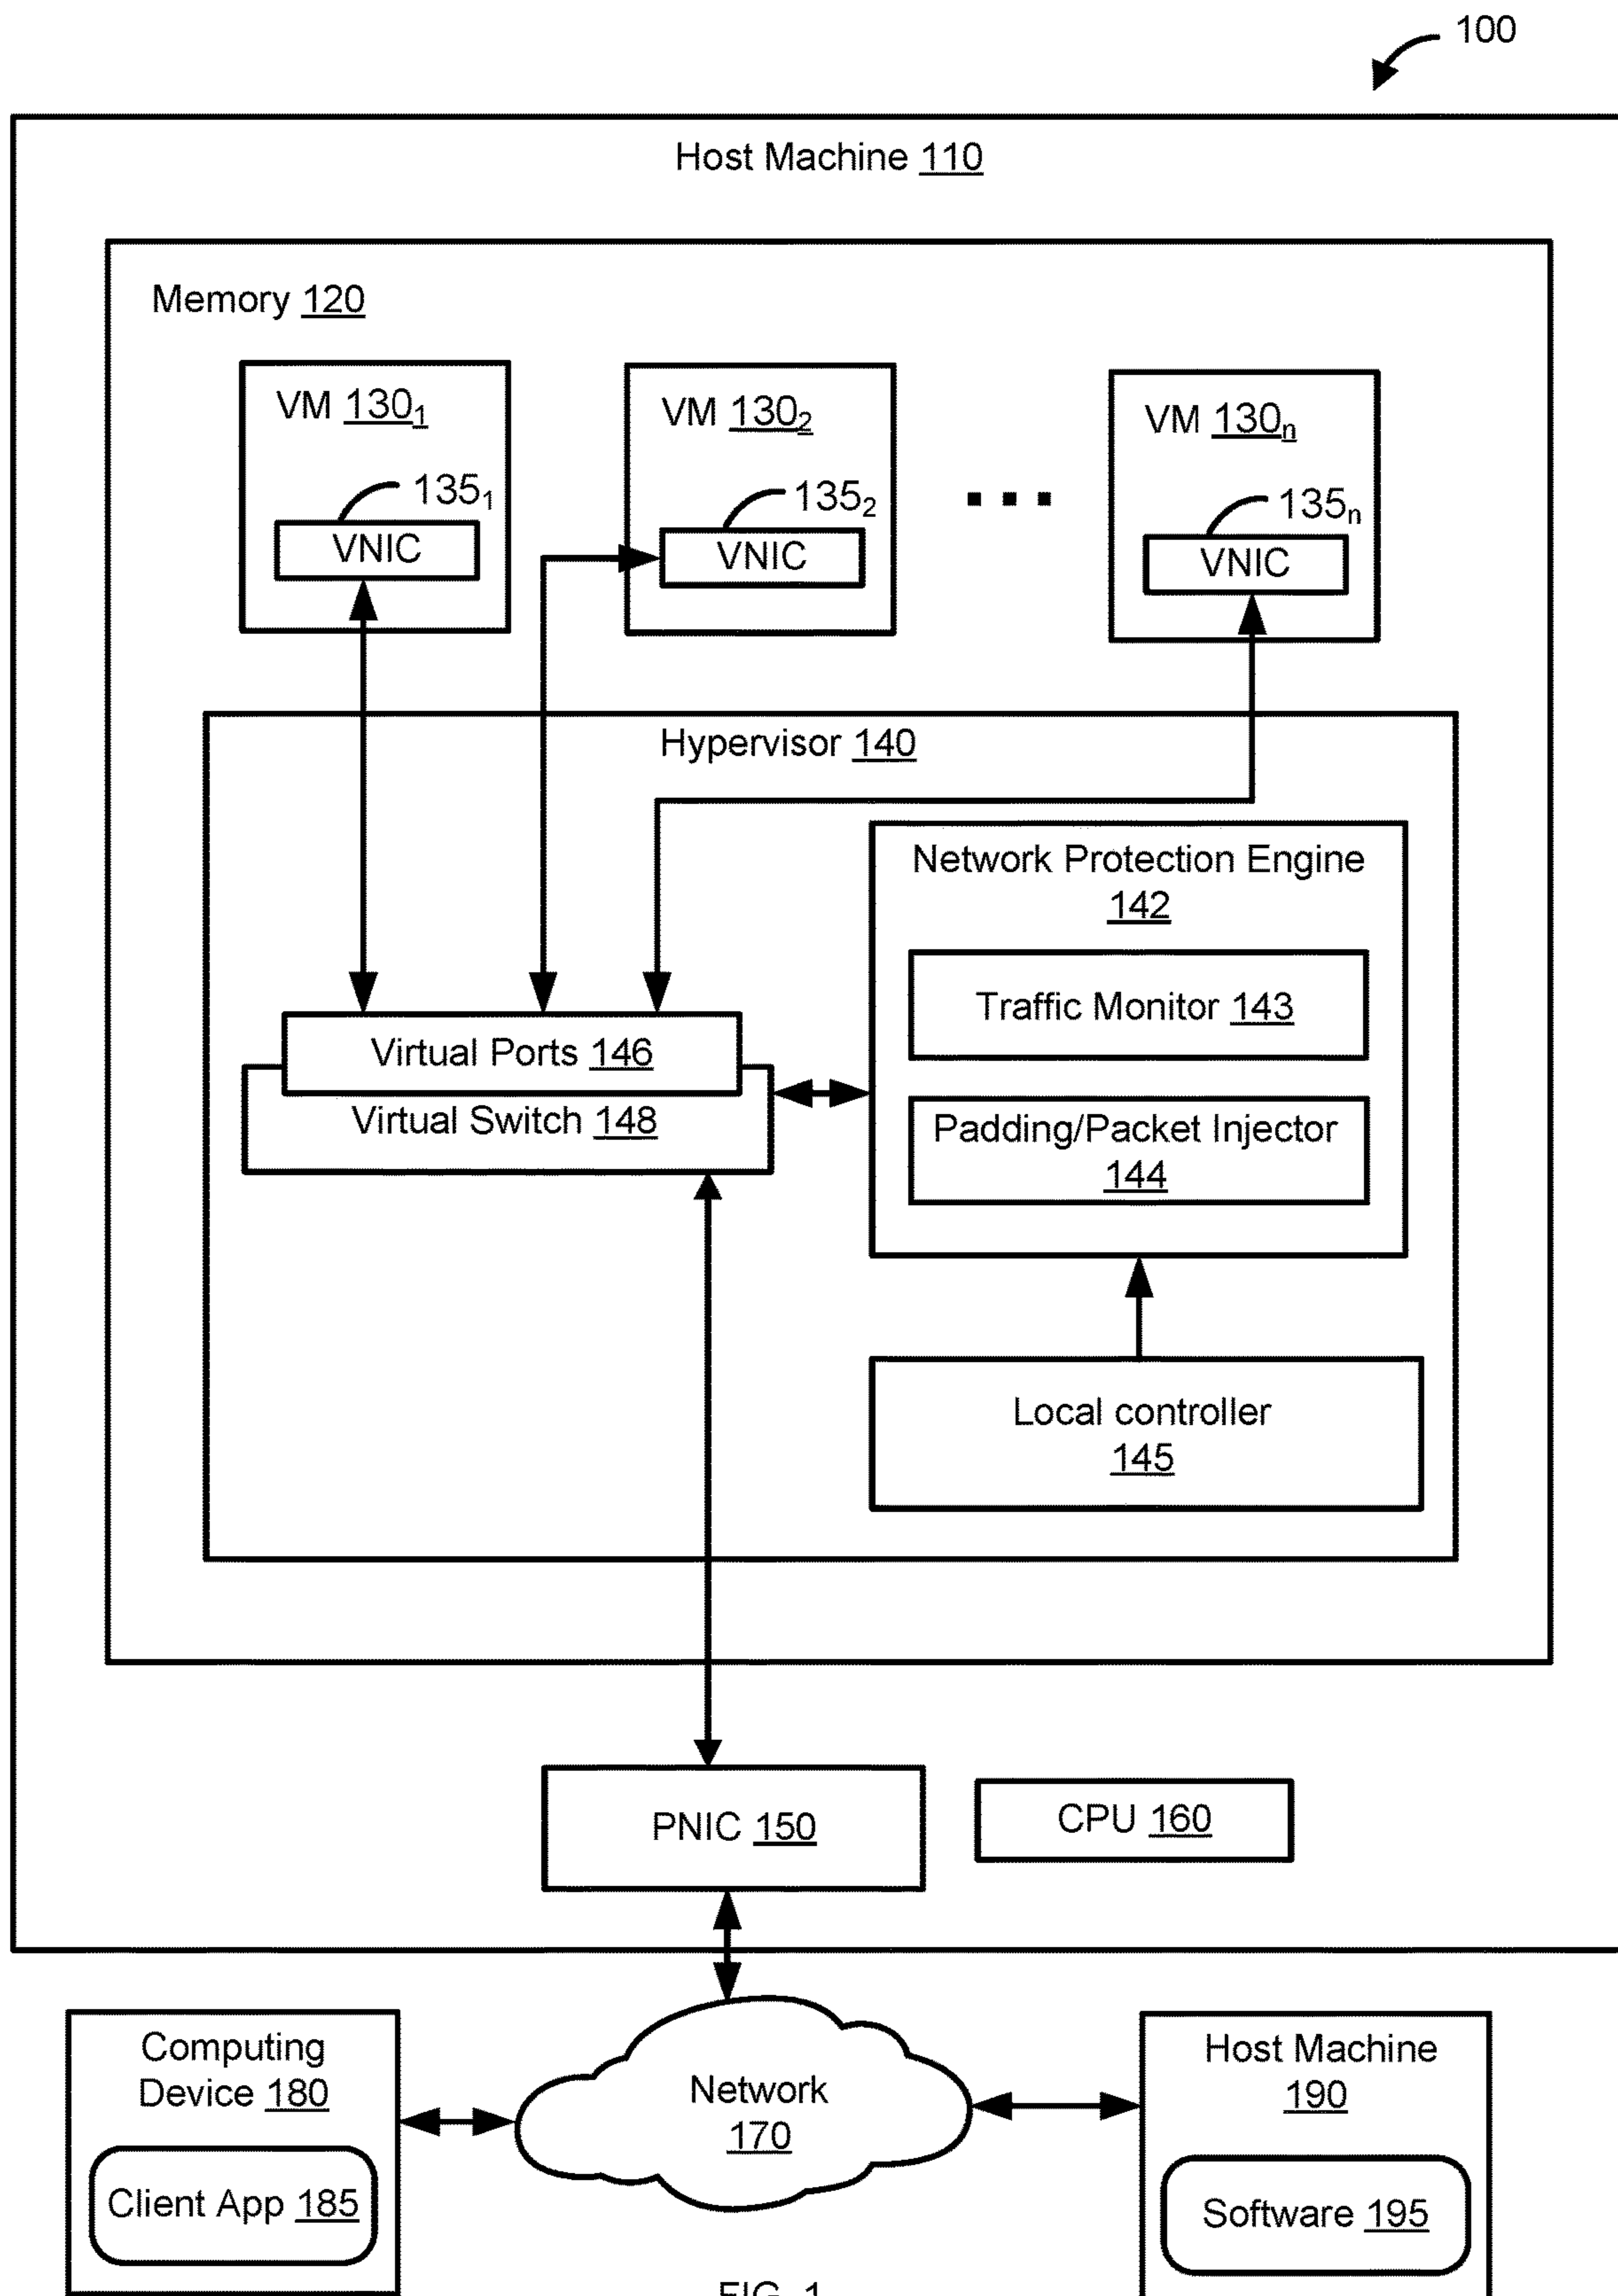 100
Host Machine 110
Memory 120
VM 130₁
VM 130₂
VM 130ₙ
135₁
135₂
135ₙ
VNIC
VNIC
VNIC
Hypervisor 140
Network Protection Engine
142
Traffic Monitor 143
Virtual Ports 146
Virtual Switch 148
Padding/Packet Injector
144
Local controller
145
PNIC 150
CPU 160
Computing
Device 180
Client App 185
Network
170
Host Machine
190
Software 195
FIG. 1